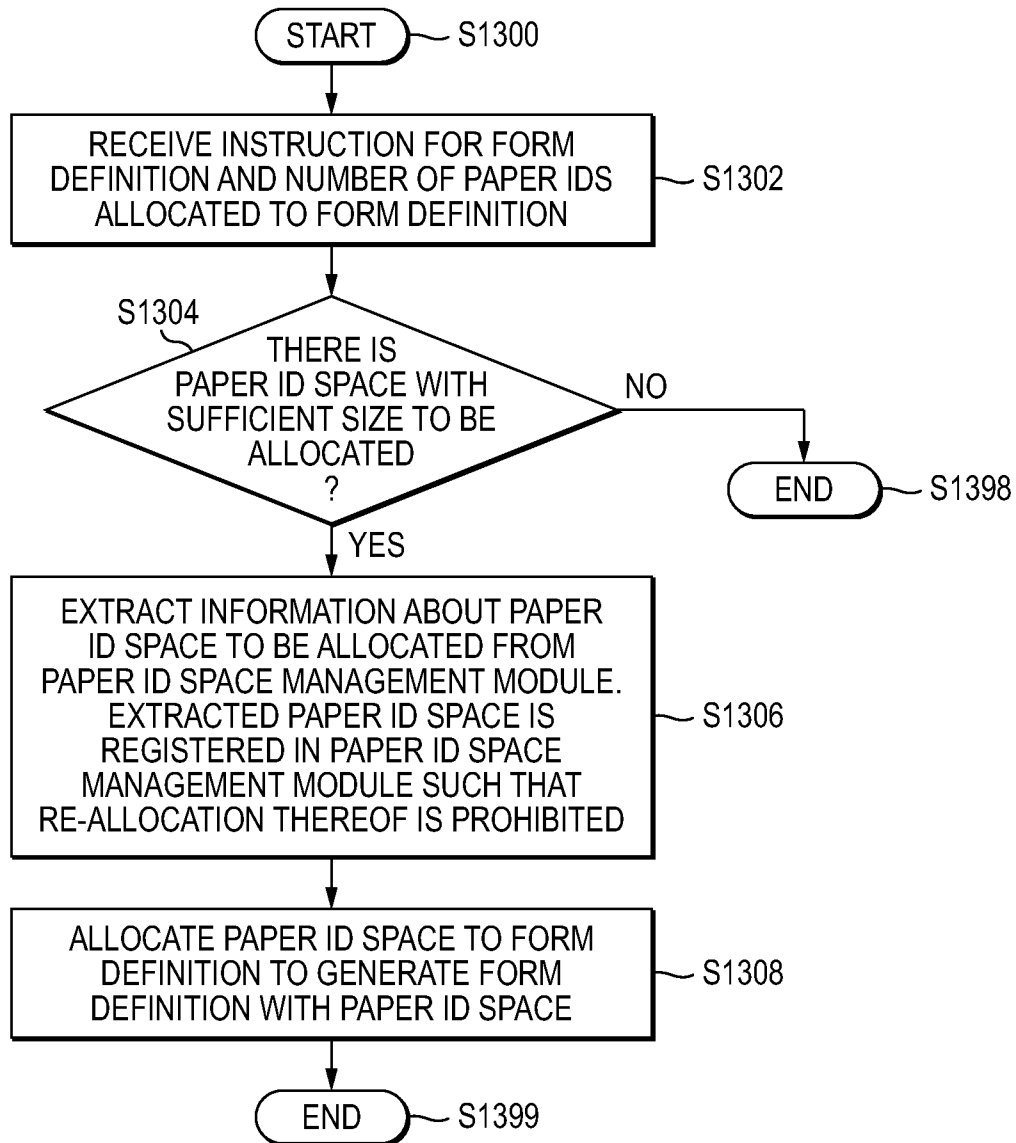 START
S1300
RECEIVE INSTRUCTION FOR FORM
DEFINITION AND NUMBER OF PAPER IDS
ALLOCATED TO FORM DEFINITION
S1302
S1304
THERE IS
PAPER ID SPACE WITH
SUFFICIENT SIZE TO BE
ALLOCATED
?
NO
END
S1398
YES
EXTRACT INFORMATION ABOUT PAPER
ID SPACE TO BE ALLOCATED FROM
PAPER ID SPACE MANAGEMENT MODULE.
EXTRACTED PAPER ID SPACE IS
REGISTERED IN PAPER ID SPACE
MANAGEMENT MODULE SUCH THAT
RE-ALLOCATION THEREOF IS PROHIBITED
S1306
ALLOCATE PAPER ID SPACE TO FORM
DEFINITION TO GENERATE FORM
DEFINITION WITH PAPER ID SPACE
S1308
END
S1399